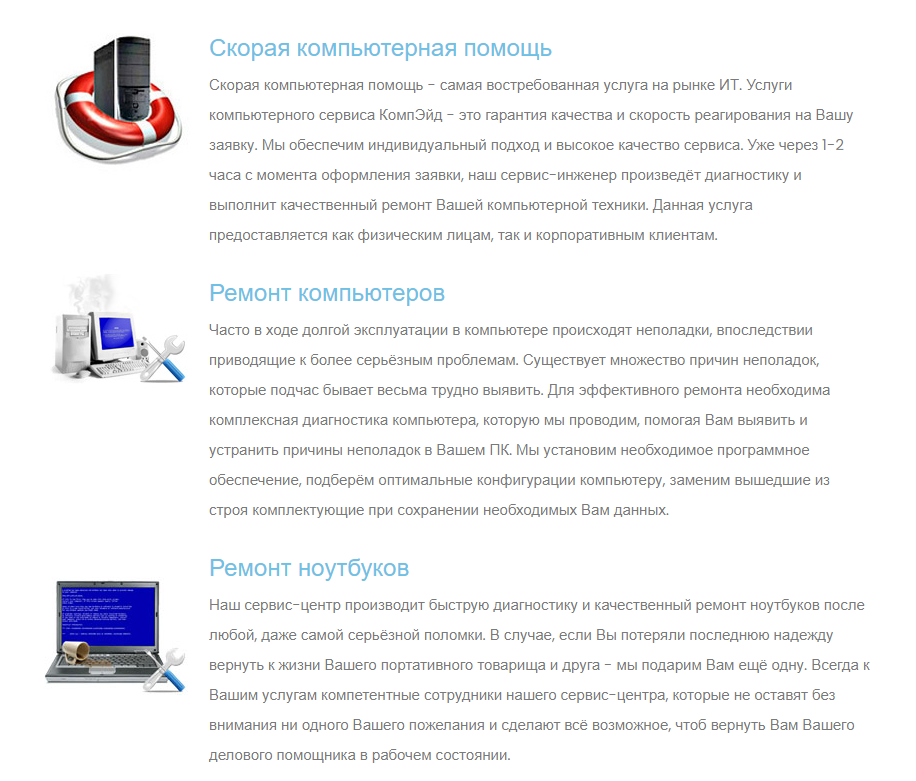 Скорая компьютерная помощь
Скорая компьютерная помощь - самая востребованная услуга на рынке ИТ. Услуги
компьютерного сервиса КомпЭйд - это гарантия качества и скорость реагирования на Вашу
заявку. Мы обеспечим индивидуальный подход и высокое качество сервиса. Уже через 1-2
часа с момента оформления заявки, наш сервис-инженер произведёт диагностику и
выполнит качественный ремонт Вашей компьютерной техники. Данная услуга
предоставляется как физическим лицам, так и корпоративным клиентам.
Ремонт компьютеров
Часто в ходе долгой эксплуатации в компьютере происходят неполадки, впоследствии
приводящие к более серьёзным проблемам. Существует множество причин неполадок,
которые подчас бывает весьма трудно выявить. Для эффективного ремонта необходима
комплексная диагностика компьютера, которую мы проводим, помогая Вам выявить и
устранить причины неполадок в Вашем ПК. Мы установим необходимое программное
обеспечение, подберём оптимальные конфигурации компьютеру, заменим вышедшие из
строя комплектующие при сохранении необходимых Вам данных.
Ремонт ноутбуков
Наш сервис-центр производит быструю диагностику и качественный ремонт ноутбуков после
любой, даже самой серьёзной поломки. В случае, если Вы потеряли последнюю надежду
вернуть к жизни Вашего портативного товарища и друга - мы подарим Вам ещё одну. Всегда к
Вашим услугам компетентные сотрудники нашего сервис-центра, которые не оставят без
внимания ни одного Вашего пожелания и сделают всё возможное, чтоб вернуть Вам Вашего
делового помощника в рабочем состоянии.